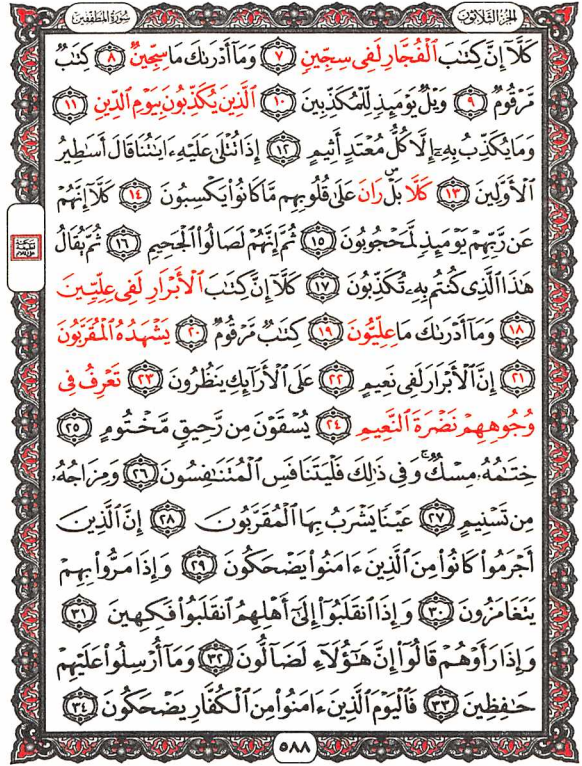 الجزء الثلاثون
سورة المطففين
كَلَّآ إِنَّ كِتَٰبَ ٱلْفُجَّارِ لَفِى سِجِّينٍ ٧ وَمَآ أَدْرَىٰكَ مَا سِجِّينٌ ٨ كِتَٰبٌ
مَّرْقُومٌ ٩ وَيْلٌ يَوْمَئِذٍ لِّلْمُكَذِّبِينَ ١٠ ٱلَّذِينَ يُكَذِّبُونَ بِيَوْمِ ٱلدِّينِ ١١
وَمَا يُكَذِّبُ بِهِۦٓ إِلَّا كُلُّ مُعْتَدٍ أَثِيمٍ ١٢ إِذَا تُتْلَىٰ عَلَيْهِ ءَايَٰتُنَا قَالَ أَسَٰطِيرُ
ٱلْأَوَّلِينَ ١٣ كَلَّا بَلْ رَانَ عَلَىٰ قُلُوبِهِم مَّا كَانُوا۟ يَكْسِبُونَ ١٤ كَلَّآ إِنَّهُمْ
عَن رَّبِّهِمْ يَوْمَئِذٍ لَّمَحْجُوبُونَ ١٥ ثُمَّ إِنَّهُمْ لَصَالُوا۟ ٱلْجَحِيمِ ١٦ ثُمَّ يُقَالُ
هَٰذَا ٱلَّذِى كُنتُم بِهِۦ تُكَذِّبُونَ ١٧ كَلَّآ إِنَّ كِتَٰبَ ٱلْأَبْرَارِ لَفِى عِلِّيِّينَ
١٨ وَمَآ أَدْرَىٰكَ مَا عِلِّيُّونَ ١٩ كِتَٰبٌ مَّرْقُومٌ ٢٠ يَشْهَدُهُ ٱلْمُقَرَّبُونَ
٢١ إِنَّ ٱلْأَبْرَارَ لَفِى نَعِيمٍ ٢٢ عَلَى ٱلْأَرَآئِكِ يَنظُرُونَ ٢٣ تَعْرِفُ فِى
وُجُوهِهِمْ نَضْرَةَ ٱلنَّعِيمِ ٢٤ يُسْقَوْنَ مِن رَّحِيقٍ مَّخْتُومٍ ٢٥
خِتَٰمُهُۥ مِسْكٌ ۚ وَفِى ذَٰلِكَ فَلْيَتَنَافَسِ ٱلْمُتَنَٰفِسُونَ ٢٦ وَمِزَاجُهُۥ
مِن تَسْنِيمٍ ٢٧ عَيْنًا يَشْرَبُ بِهَا ٱلْمُقَرَّبُونَ ٢٨ إِنَّ ٱلَّذِينَ
أَجْرَمُوا۟ كَانُوا۟ مِنَ ٱلَّذِينَ ءَامَنُوا۟ يَضْحَكُونَ ٢٩ وَإِذَا مَرُّوا۟ بِهِمْ
يَتَغَامَزُونَ ٣٠ وَإِذَا ٱنقَلَبُوٓا۟ إِلَىٰٓ أَهْلِهِمُ ٱنقَلَبُوا۟ فَكِهِينَ ٣١
وَإِذَا رَأَوْهُمْ قَالُوٓا۟ إِنَّ هَٰٓؤُلَآءِ لَضَآلُّونَ ٣٢ وَمَآ أُرْسِلُوا۟ عَلَيْهِمْ
حَٰفِظِينَ ٣٣ فَٱلْيَوْمَ ٱلَّذِينَ ءَامَنُوا۟ مِنَ ٱلْكُفَّارِ يَضْحَكُونَ ٣٤
٥٨٨